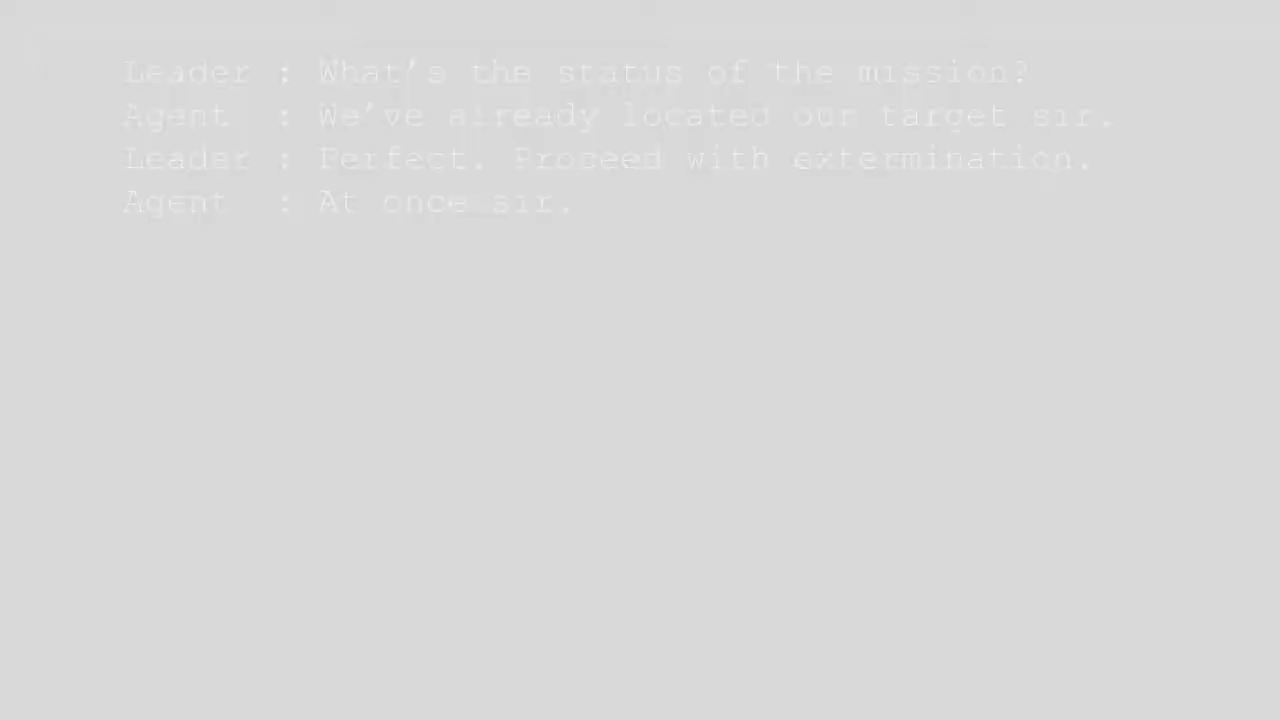 Leader : What's the status of the mission?
Agent  : We've already located our target sir.
Leader : Perfect. Proceed with extermination.
Agent  : At once sir.